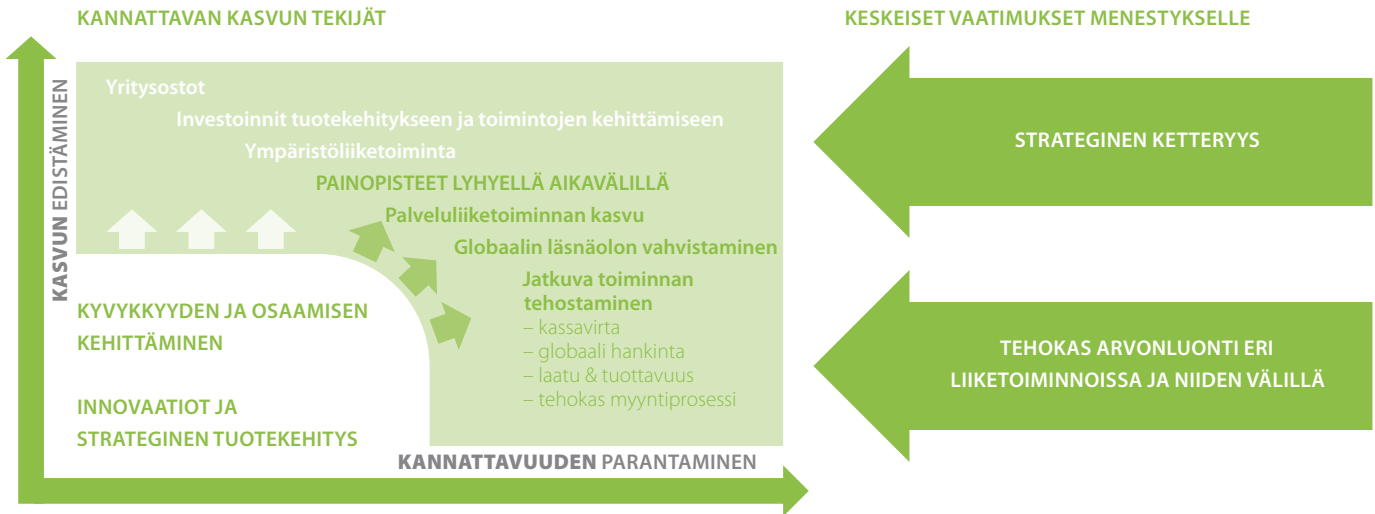 KANNATTAVAN KASVUN TEKIJÄT
KASVUN EDISTÄMINEN
Yritysostot
Investoinnit tuotekehitykseen ja toimintojen kehittämiseen
Ympäristöliiketoiminta
PAINOPISTEET LYHYELLÄ AIKAVÄLILLÄ
Palveluliiketoiminnan kasvu
Globaalin läsnäolon vahvistaminen
Jatkuva toiminnan
tehostaminen
– kassavirta
– globaali hankinta
– laatu & tuottavuus
– tehokas myyntiprosessi
KYVYKKYYDEN JA OSAAMISEN
KEHITTÄMINEN
INNOVAATIOT JA
STRATEGINEN TUOTEKEHITYS
KANNATTAVUUDEN PARANTAMINEN
KESKEISET VAATIMUKSET MENESTYKSELLE
STRATEGINEN KETTERYYS
TEHOKAS ARVONLUONTI ERI
LIIKETOIMINNOISSA JA NIIDEN VÄLILLÄ